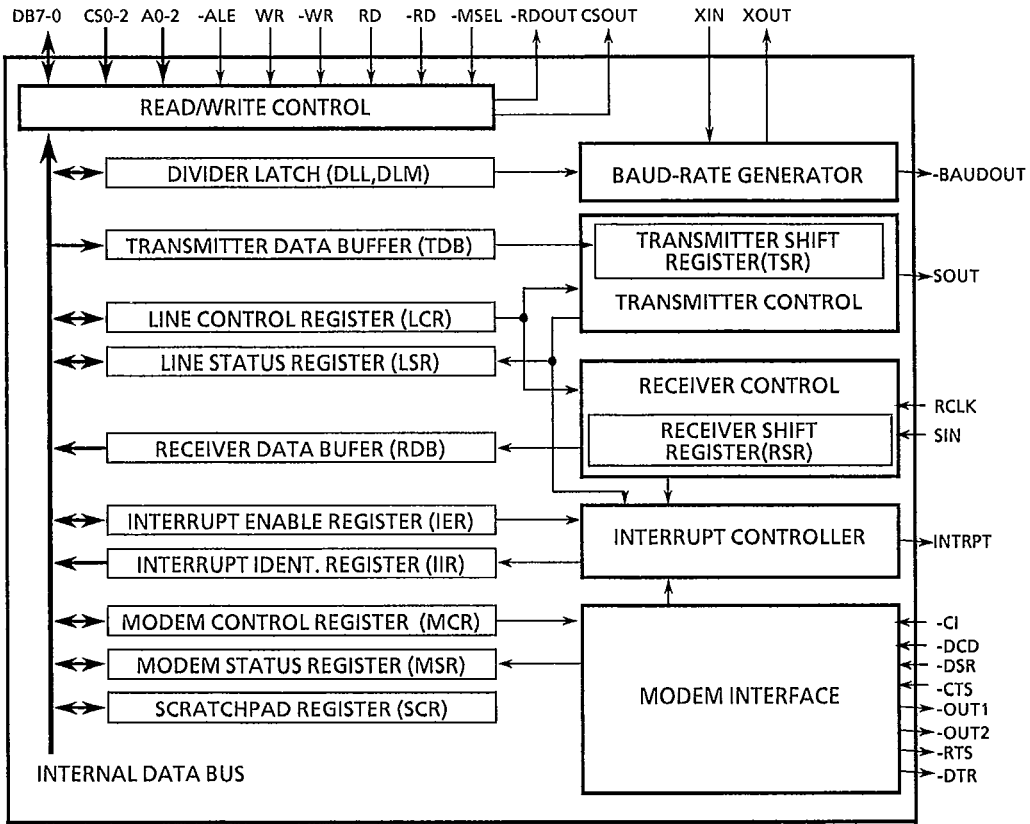 DB7-0 CS0-2 A0-2 -ALE WR -WR RD -RD -MSEL -RDOUT CSOUT XIN XOUT
READ/WRITE CONTROL
DIVIDER LATCH (DLL,DLM)
BAUD-RATE GENERATOR
-BAUDOUT
TRANSMITTER DATA BUFFER (TDB)
TRANSMITTER SHIFT
REGISTER(TSR)
TRANSMITTER CONTROL
SOUT
LINE CONTROL REGISTER (LCR)
LINE STATUS REGISTER (LSR)
RECEIVER CONTROL
RCLK
SIN
RECEIVER SHIFT
REGISTER(RSR)
RECEIVER DATA BUFER (RDB)
INTERRUPT ENABLE REGISTER (IER)
INTERRUPT CONTROLLER
INTRPT
INTERRUPT IDENT. REGISTER (IIR)
MODEM CONTROL REGISTER (MCR)
MODEM STATUS REGISTER (MSR)
SCRATCHPAD REGISTER (SCR)
MODEM INTERFACE
-CI
-DCD
-DSR
-CTS
-OUT1
-OUT2
-RTS
-DTR
INTERNAL DATA BUS